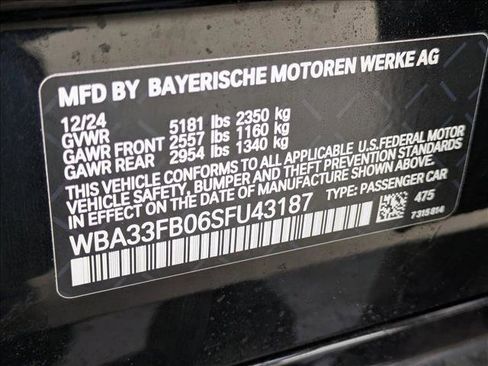 MFD BY BAYERISCHE MOTOREN WERKE AG
12/24
GVWR 5181 lbs 2350 kg
GAWR FRONT 2557 lbs 1160 kg
GAWR REAR 2954 lbs 1340 kg
THIS VEHICLE CONFORMS TO ALL APPLICABLE U.S.FEDERAL MOTOR
VEHICLE SAFETY, BUMPER AND THEFT PREVENTION STANDARDS IN
EFFECT ON THE DATE OF MANUFACTURE SHOWN ABOVE.
WBA33FB06SFU43187 TYPE: PASSENGER CAR
475
7315814